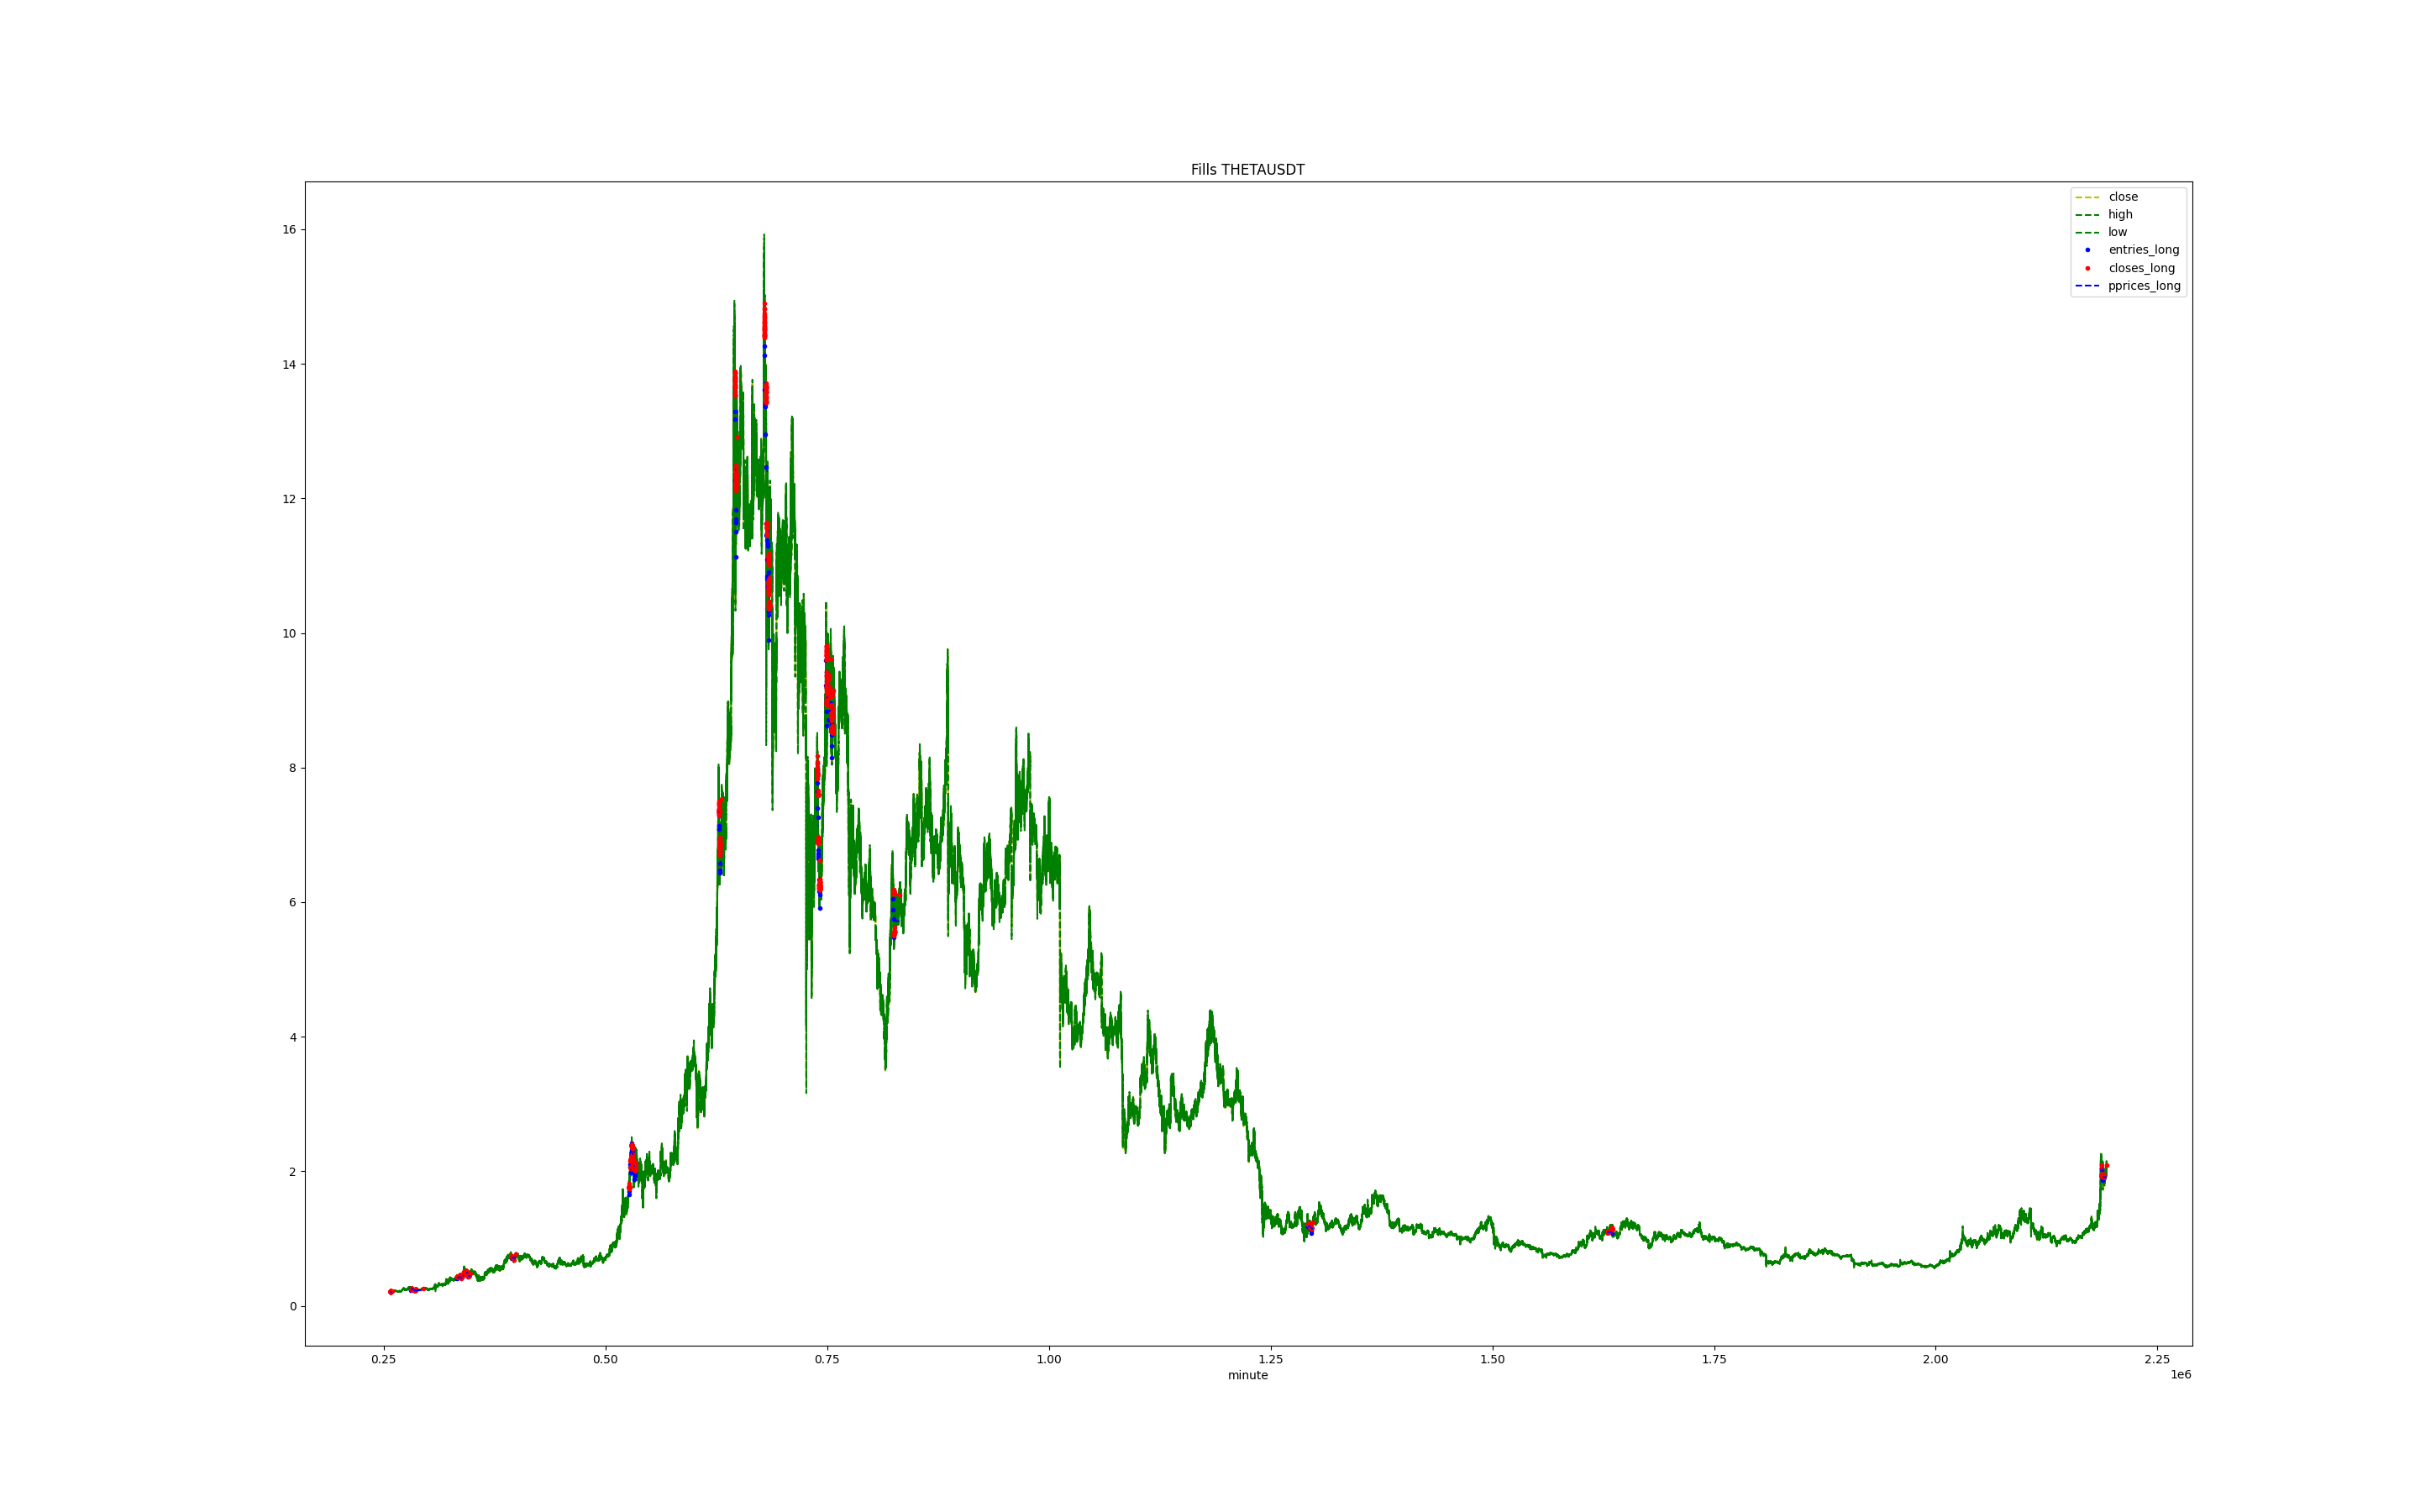 Fills THETAUSDT
close
high
low
entries_long
closes_long
pprices_long
16
14
12
10
8
6
4
2
0
0.25 0.50 0.75 1.00 1.25 1.50 1.75 2.00 2.25
minute
1e6